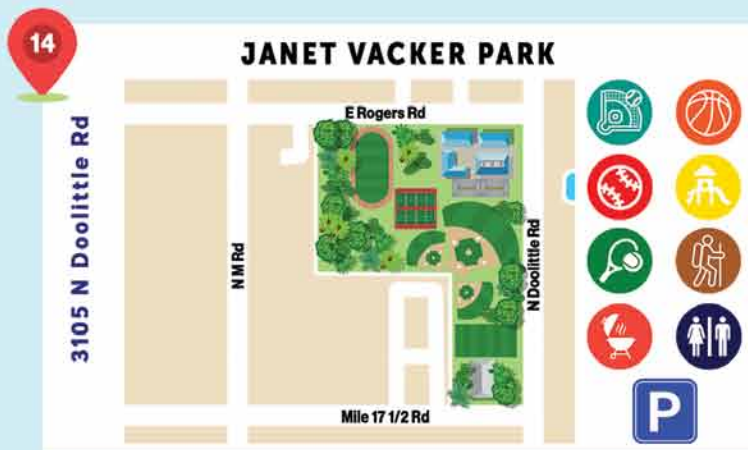 14
JANET VACKER PARK
3105 N Doolittle Rd
E Rogers Rd
N M Rd
N Doolittle Rd
Mile 17 1/2 Rd
P